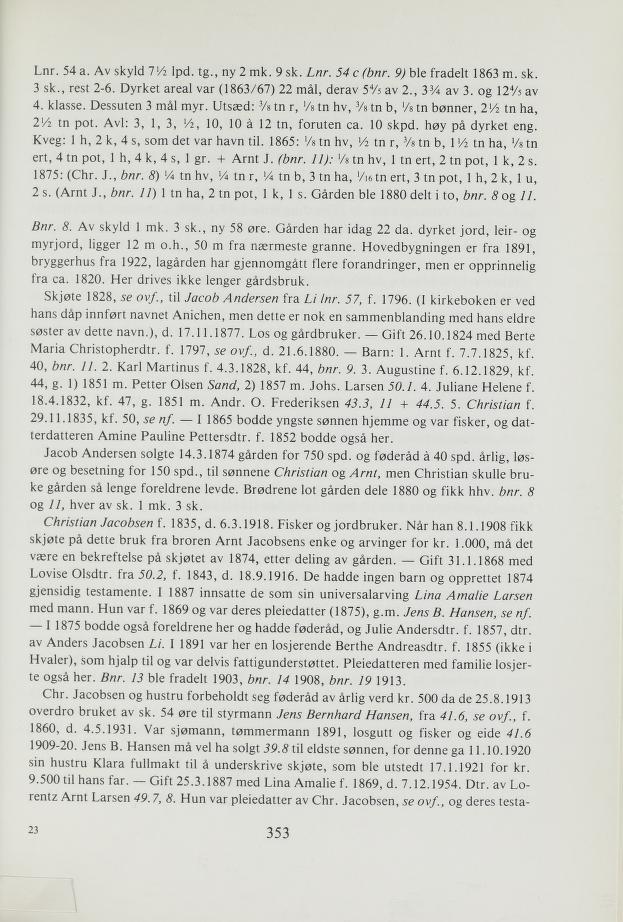 Lnr. 54 a. Av skyld 7½ lpd. tg., ny 2 mk. 9 sk. Lnr. 54 c (bnr. 9) ble fradelt 1863 m. sk.
3 sk., rest 2-6. Dyrket areal var (1863/67) 22 mål, derav 5⁴/₅ av 2., 3¾ av 3. og 12⁴/₅ av
4. klasse. Dessuten 3 mål myr. Utsæd: ³/₈ tn r, ¹/₈ tn hv, ³/₈ tn b, ¹/₈ tn bønner, 2½ tn ha,
2½ tn pot. Avl: 3, 1, 3, ½, 10, 10 à 12 tn, foruten ca. 10 skpd. høy på dyrket eng.
Kveg: 1 h, 2 k, 4 s, som det var havn til. 1865: ¹/₈ tn hv, ½ tn r, ³/₈ tn b, 1½ tn ha, ¹/₈ tn
ert, 4 tn pot, 1 h, 4 k, 4 s, 1 gr. + Arnt J. (bnr. 11): ¹/₈ tn hv, 1 tn ert, 2 tn pot, 1 k, 2 s.
1875: (Chr. J., bnr. 8) ¼ tn hv, ¼ tn r, ¼ tn b, 3 tn ha, ¹/₁₆ tn ert, 3 tn pot, 1 h, 2 k, 1 u,
2 s. (Arnt J., bnr. 11) 1 tn ha, 2 tn pot, 1 k, 1 s. Gården ble 1880 delt i to, bnr. 8 og 11.
Bnr. 8. Av skyld 1 mk. 3 sk., ny 58 øre. Gården har idag 22 da. dyrket jord, leir- og
myrjord, ligger 12 m o.h., 50 m fra nærmeste granne. Hovedbygningen er fra 1891,
bryggerhus fra 1922, lagården har gjennomgått flere forandringer, men er opprinnelig
fra ca. 1820. Her drives ikke lenger gårdsbruk.
Skjøte 1828, se ovf., til Jacob Andersen fra Li lnr. 57, f. 1796. (I kirkeboken er ved
hans dåp innført navnet Anichen, men dette er nok en sammenblanding med hans eldre
søster av dette navn.), d. 17.11.1877. Los og gårdbruker. — Gift 26.10.1824 med Berte
Maria Christopherdtr. f. 1797, se ovf., d. 21.6.1880. — Barn: 1. Arnt f. 7.7.1825, kf.
40, bnr. 11. 2. Karl Martinus f. 4.3.1828, kf. 44, bnr. 9. 3. Augustine f. 6.12.1829, kf.
44, g. 1) 1851 m. Petter Olsen Sand, 2) 1857 m. Johs. Larsen 50.1. 4. Juliane Helene f.
18.4.1832, kf. 47, g. 1851 m. Andr. O. Frederiksen 43.3, 11 + 44.5. 5. Christian f.
29.11.1835, kf. 50, se nf. — I 1865 bodde yngste sønnen hjemme og var fisker, og dat-
terdatteren Amine Pauline Pettersdtr. f. 1852 bodde også her.
Jacob Andersen solgte 14.3.1874 gården for 750 spd. og føderåd à 40 spd. årlig, løs-
øre og besetning for 150 spd., til sønnene Christian og Arnt, men Christian skulle bru-
ke gården så lenge foreldrene levde. Brødrene lot gården dele 1880 og fikk hhv. bnr. 8
og 11, hver av sk. 1 mk. 3 sk.
Christian Jacobsen f. 1835, d. 6.3.1918. Fisker og jordbruker. Når han 8.1.1908 fikk
skjøte på dette bruk fra broren Arnt Jacobsens enke og arvinger for kr. 1.000, må det
være en bekreftelse på skjøtet av 1874, etter deling av gården. — Gift 31.1.1868 med
Lovise Olsdtr. fra 50.2, f. 1843, d. 18.9.1916. De hadde ingen barn og opprettet 1874
gjensidig testamente. I 1887 innsatte de som sin universalarving Lina Amalie Larsen
med mann. Hun var f. 1869 og var deres pleiedatter (1875), g.m. Jens B. Hansen, se nf.
— I 1875 bodde også foreldrene her og hadde føderåd, og Julie Andersdtr. f. 1857, dtr.
av Anders Jacobsen Li. I 1891 var her en losjerende Berthe Andreasdtr. f. 1855 (ikke i
Hvaler), som hjalp til og var delvis fattigunderstøttet. Pleiedatteren med familie losjer-
te også her. Bnr. 13 ble fradelt 1903, bnr. 14 1908, bnr. 19 1913.
Chr. Jacobsen og hustru forbeholdt seg føderåd av årlig verd kr. 500 da de 25.8.1913
overdro bruket av sk. 54 øre til styrmann Jens Bernhard Hansen, fra 41.6, se ovf., f.
1860, d. 4.5.1931. Var sjømann, tømmermann 1891, losgutt og fisker og eide 41.6
1909-20. Jens B. Hansen må vel ha solgt 39.8 til eldste sønnen, for denne ga 11.10.1920
sin hustru Klara fullmakt til å underskrive skjøte, som ble utstedt 17.1.1921 for kr.
9.500 til hans far. — Gift 25.3.1887 med Lina Amalie f. 1869, d. 7.12.1954. Dtr. av Lo-
rentz Arnt Larsen 49.7, 8. Hun var pleiedatter av Chr. Jacobsen, se ovf., og deres testa-
23
353